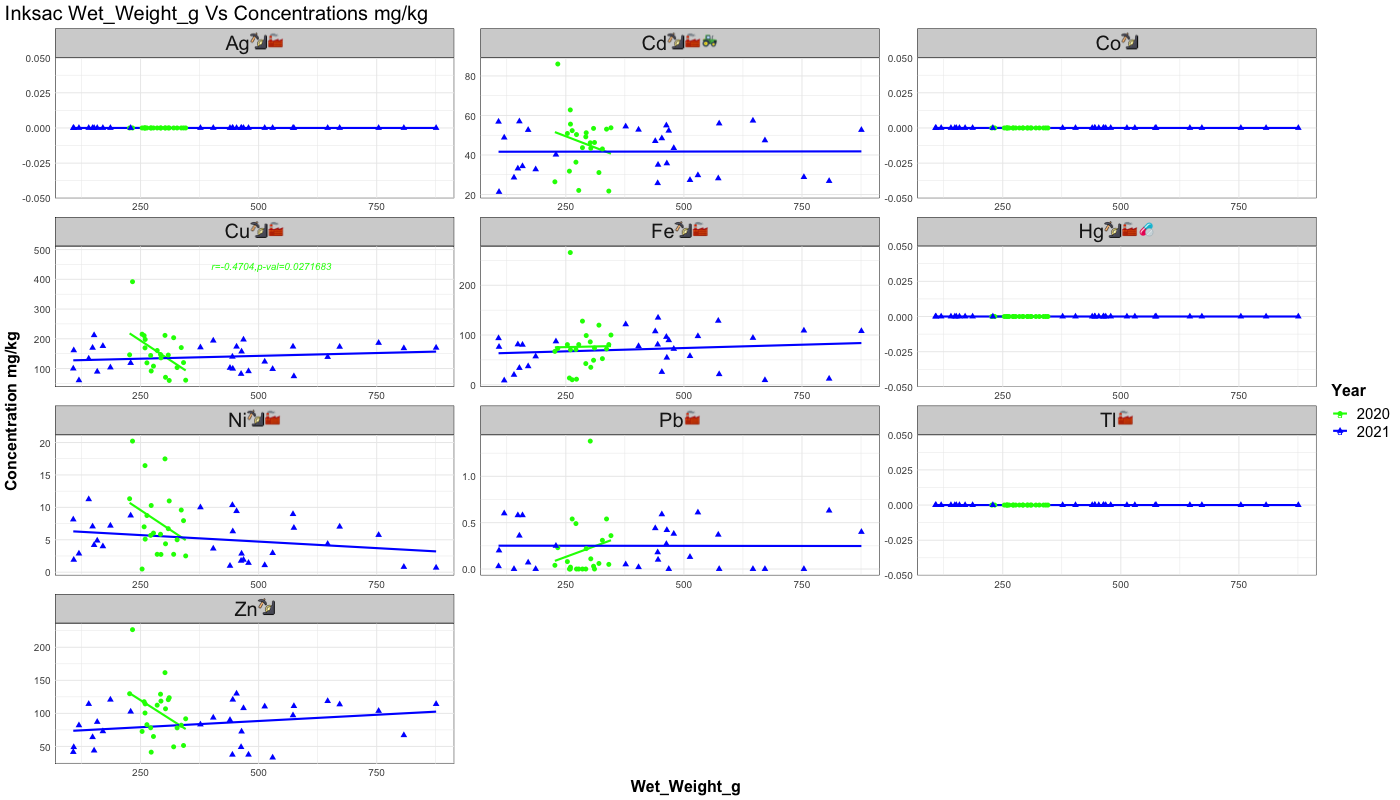 Inksac Wet_Weight_g Vs Concentrations mg/kg
Ag
Cd
Co
0.050
0.025
0.000
-0.025
-0.050
250 500 750
80
60
40
20
250 500 750
0.050
0.025
0.000
-0.025
-0.050
250 500 750
Cu
Fe
Hg
500
400
300
200
100
r=-0.4704,p-val=0.0271683
250 500 750
200
100
0
250 500 750
0.050
0.025
0.000
-0.025
-0.050
250 500 750
Ni
Pb
Tl
20
15
10
5
0
250 500 750
1.0
0.5
0.0
250 500 750
0.050
0.025
0.000
-0.025
-0.050
250 500 750
Zn
200
150
100
50
250 500 750
Concentration mg/kg
Wet_Weight_g
Year
2020
2021